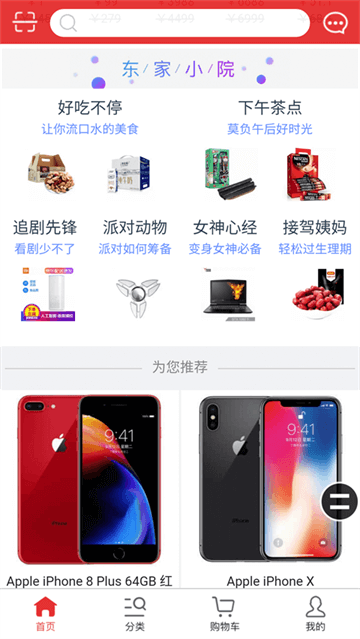 东/家/小/院
好吃不停
下午茶点
让你流口水的美食
莫负午后好时光
追剧先锋
派对动物
女神心经
接驾姨妈
看剧少不了
派对如何筹备
变身女神必备
轻松过生理期
为您推荐
9:41
9:41
Apple iPhone 8 Plus 64GB 红
Apple iPhone X
首页
分类
购物车
我的